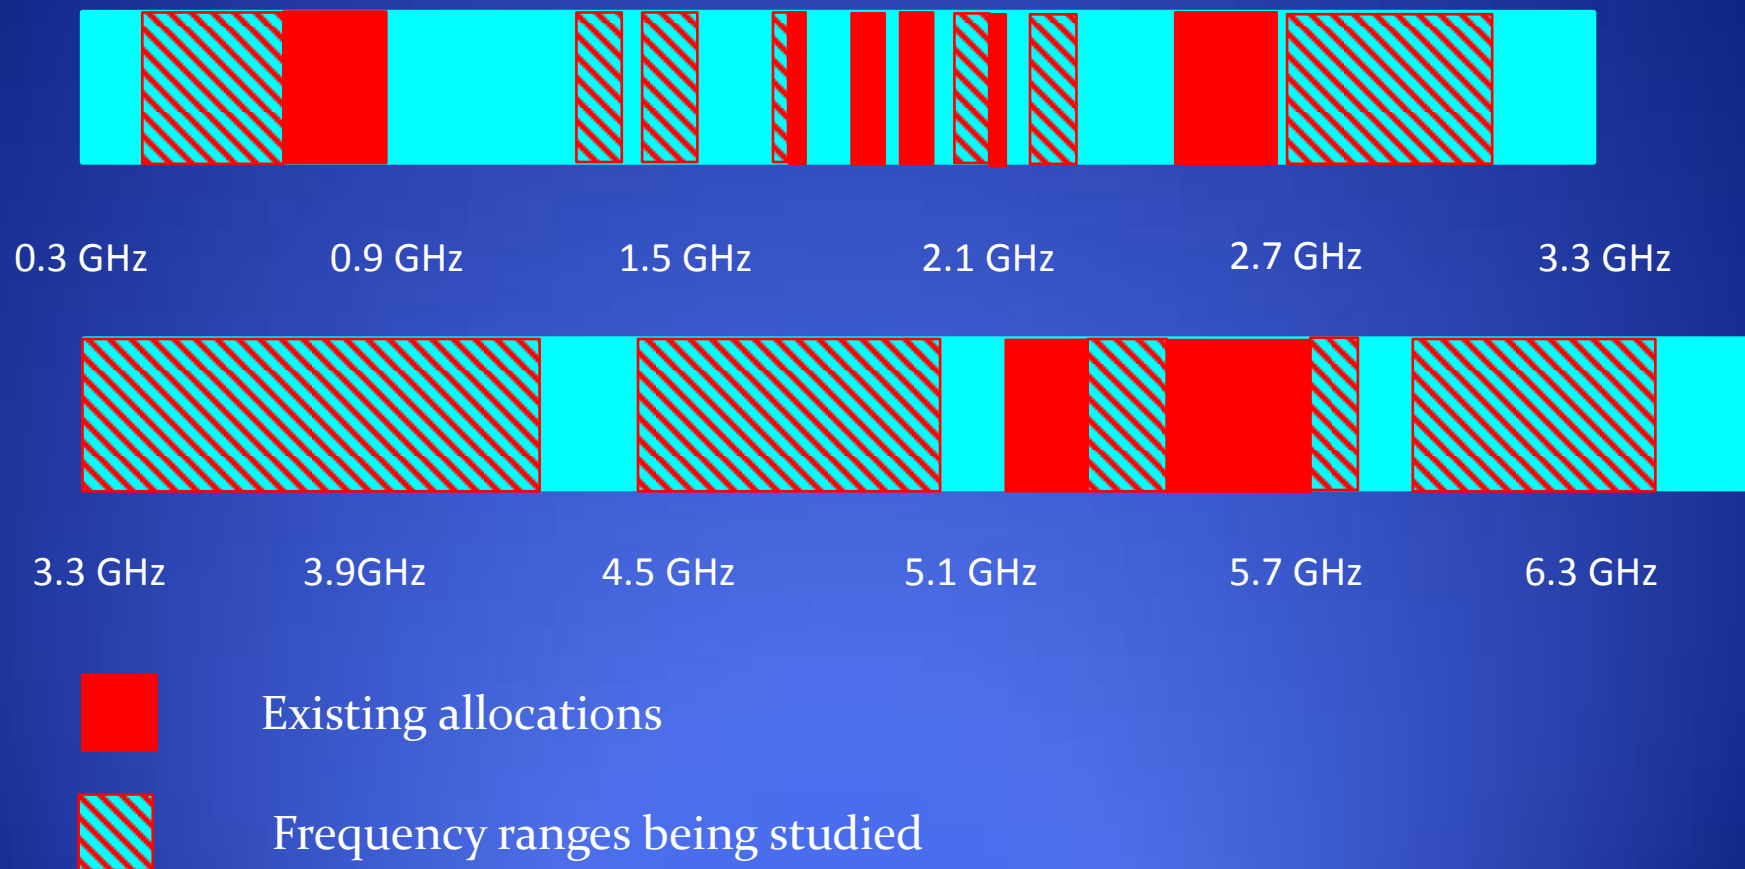 0.3 GHz 0.9 GHz 1.5 GHz 2.1 GHz 2.7 GHz 3.3 GHz
3.3 GHz 3.9GHz 4.5 GHz 5.1 GHz 5.7 GHz 6.3 GHz
Existing allocations
Frequency ranges being studied